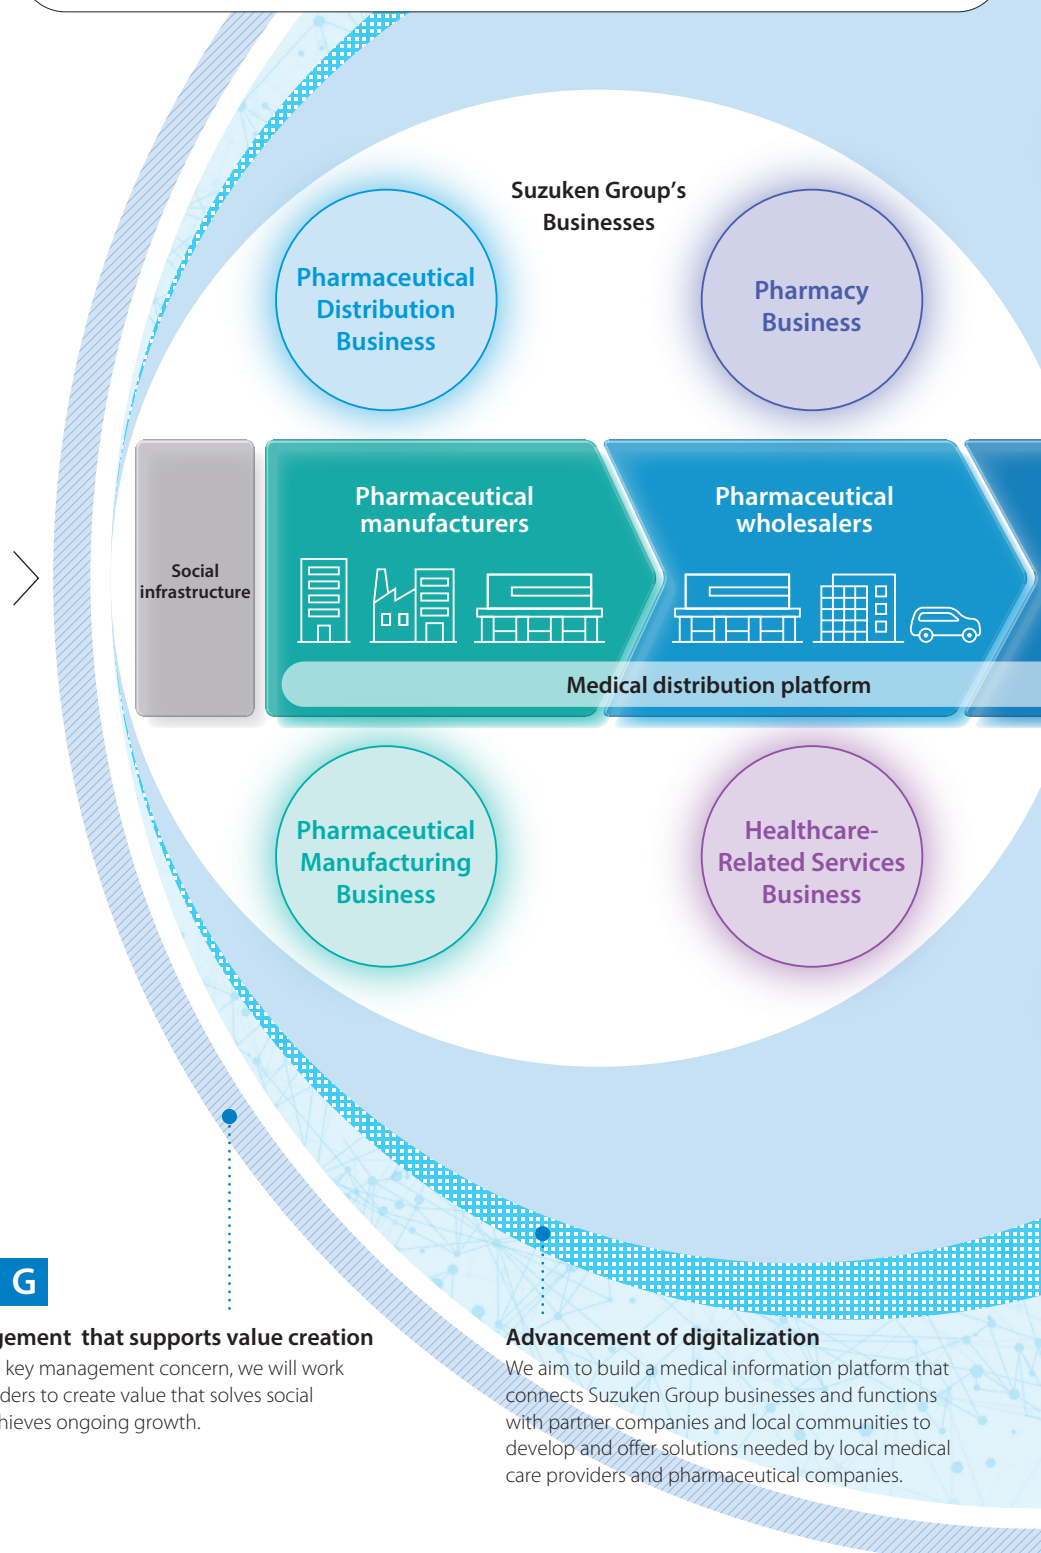 Suzuken Group's
Businesses
Pharmaceutical
Distribution
Business
Pharmacy
Business
Social
infrastructure
Pharmaceutical
manufacturers
Pharmaceutical
wholesalers
Medical distribution platform
Pharmaceutical
Manufacturing
Business
Healthcare-
Related Services
Business
G
gement that supports value creation
key management concern, we will work
ders to create value that solves social
hieves ongoing growth.
Advancement of digitalization
We aim to build a medical information platform that
connects Suzuken Group businesses and functions
with partner companies and local communities to
develop and offer solutions needed by local medical
care providers and pharmaceutical companies.